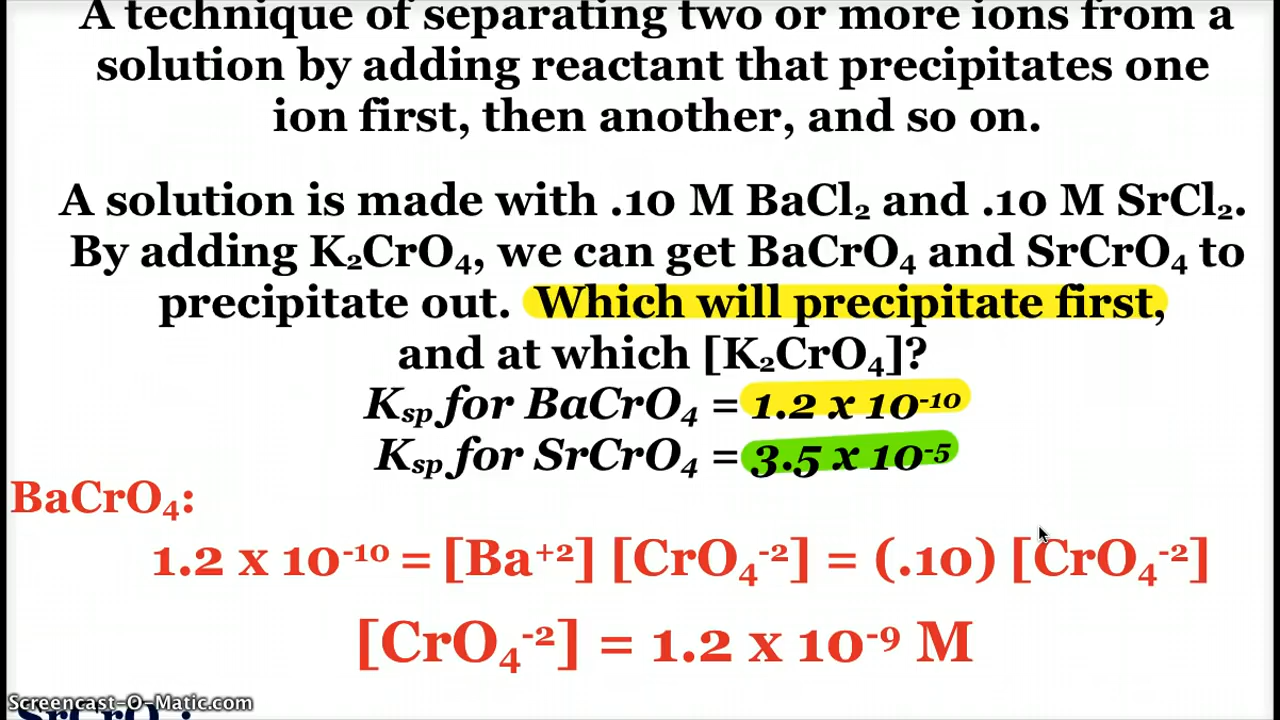 A technique of separating two or more ions from a
solution by adding reactant that precipitates one
ion first, then another, and so on.
A solution is made with .10 M BaCl₂ and .10 M SrCl₂.
By adding K₂CrO₄, we can get BaCrO₄ and SrCrO₄ to
precipitate out. Which will precipitate first,
and at which [K₂CrO₄]?
Kₛₚ for BaCrO₄ = 1.2 x 10⁻¹⁰
Kₛₚ for SrCrO₄ = 3.5 x 10⁻⁵
BaCrO₄:
1.2 x 10⁻¹⁰ = [Ba⁺²] [CrO₄⁻²] = (.10) [CrO₄⁻²]
[CrO₄⁻²] = 1.2 x 10⁻⁹ M
Screencast-O-Matic.com
SrCrO₄: